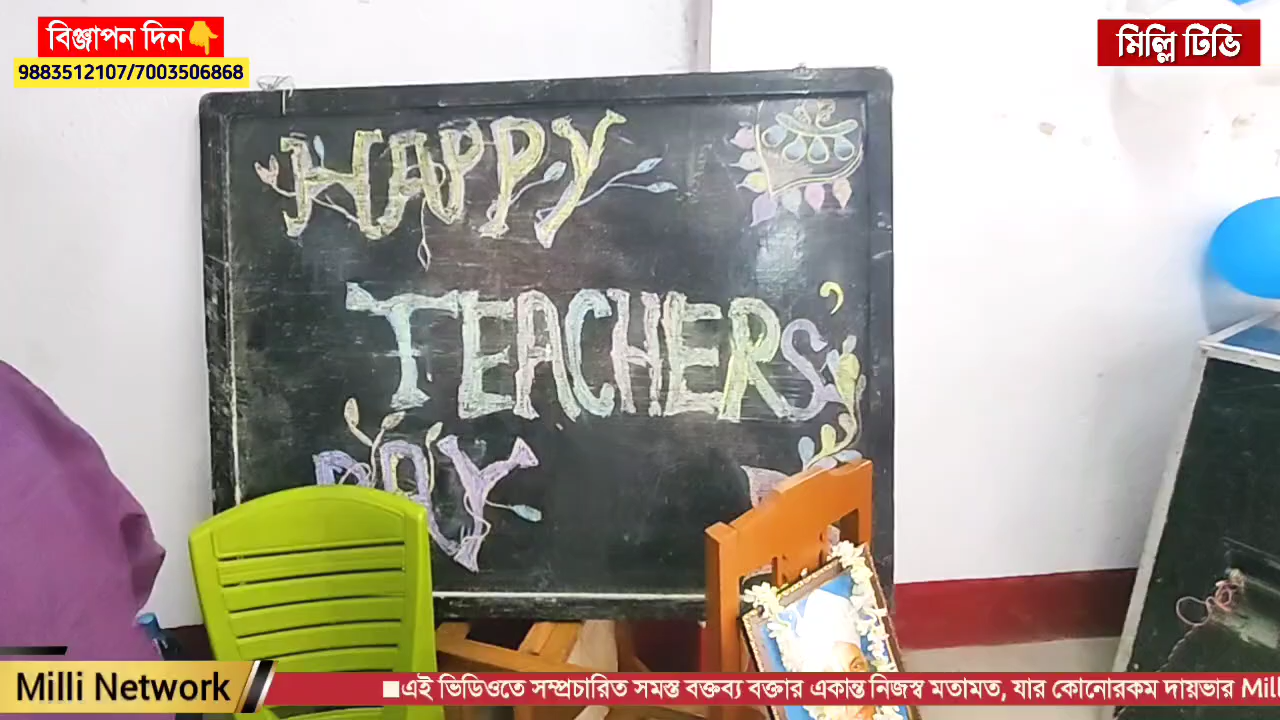 বিজ্ঞাপন দিন👇
9883512107/7003506868
মিল্লি টিভি
HAPPY
TEACHERS'
DAY
Milli Network
■এই ভিডিওতে সম্প্রচারিত সমস্ত বক্তব্য বক্তার একান্ত নিজস্ব মতামত, যার কোনোরকম দায়ভার Mill